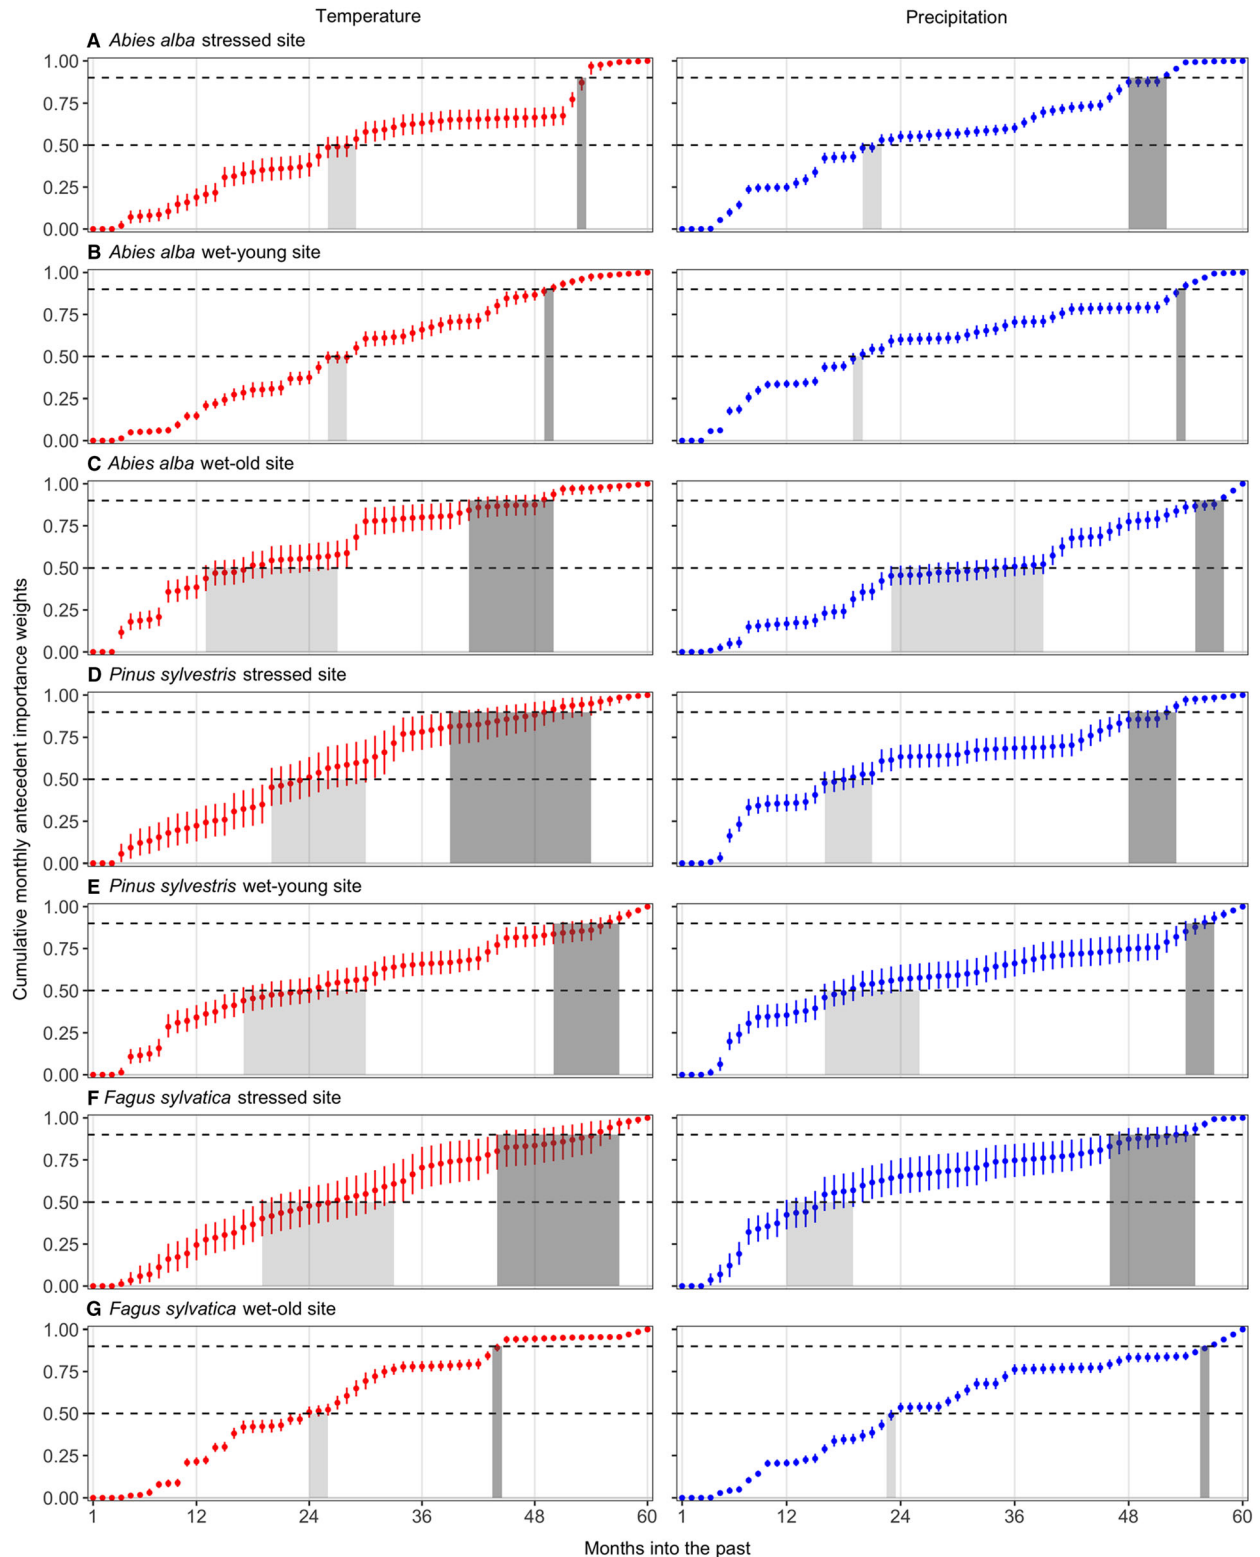 Temperature
Precipitation
A Abies alba stressed site
1.00
0.75
0.50
0.25
0.00
B Abies alba wet-young site
1.00
0.75
0.50
0.25
0.00
C Abies alba wet-old site
1.00
0.75
0.50
0.25
0.00
D Pinus sylvestris stressed site
1.00
0.75
0.50
0.25
0.00
E Pinus sylvestris wet-young site
1.00
0.75
0.50
0.25
0.00
F Fagus sylvatica stressed site
1.00
0.75
0.50
0.25
0.00
G Fagus sylvatica wet-old site
1.00
0.75
0.50
0.25
0.00
Cumulative monthly antecedent importance weights
1 12 24 36 48 60
1 12 24 36 48 60
Months into the past